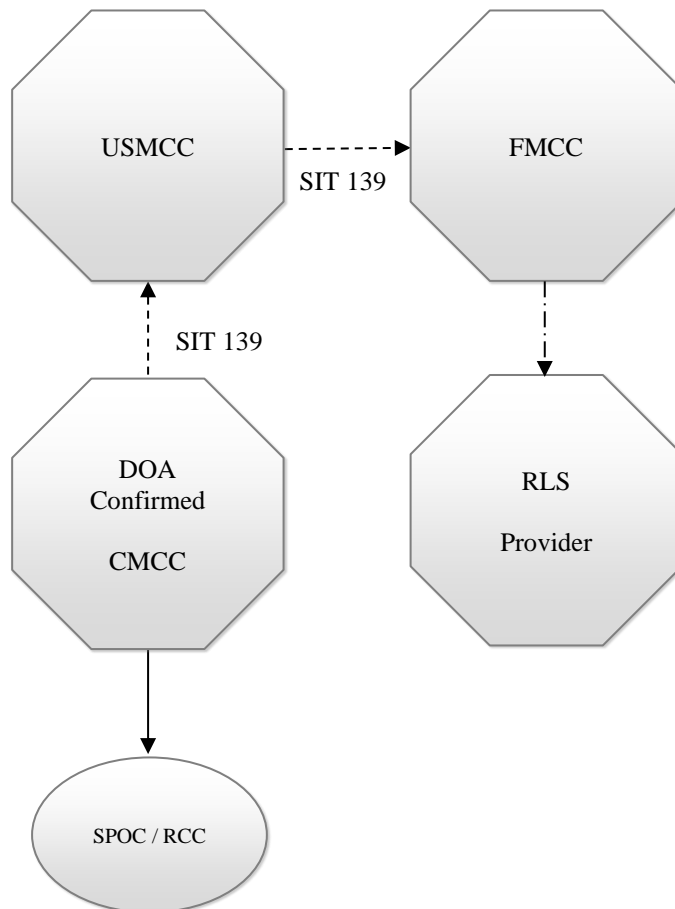 USMCC
FMCC
SIT 139
SIT 139
DOA
Confirmed
CMCC
RLS
Provider
SPOC / RCC